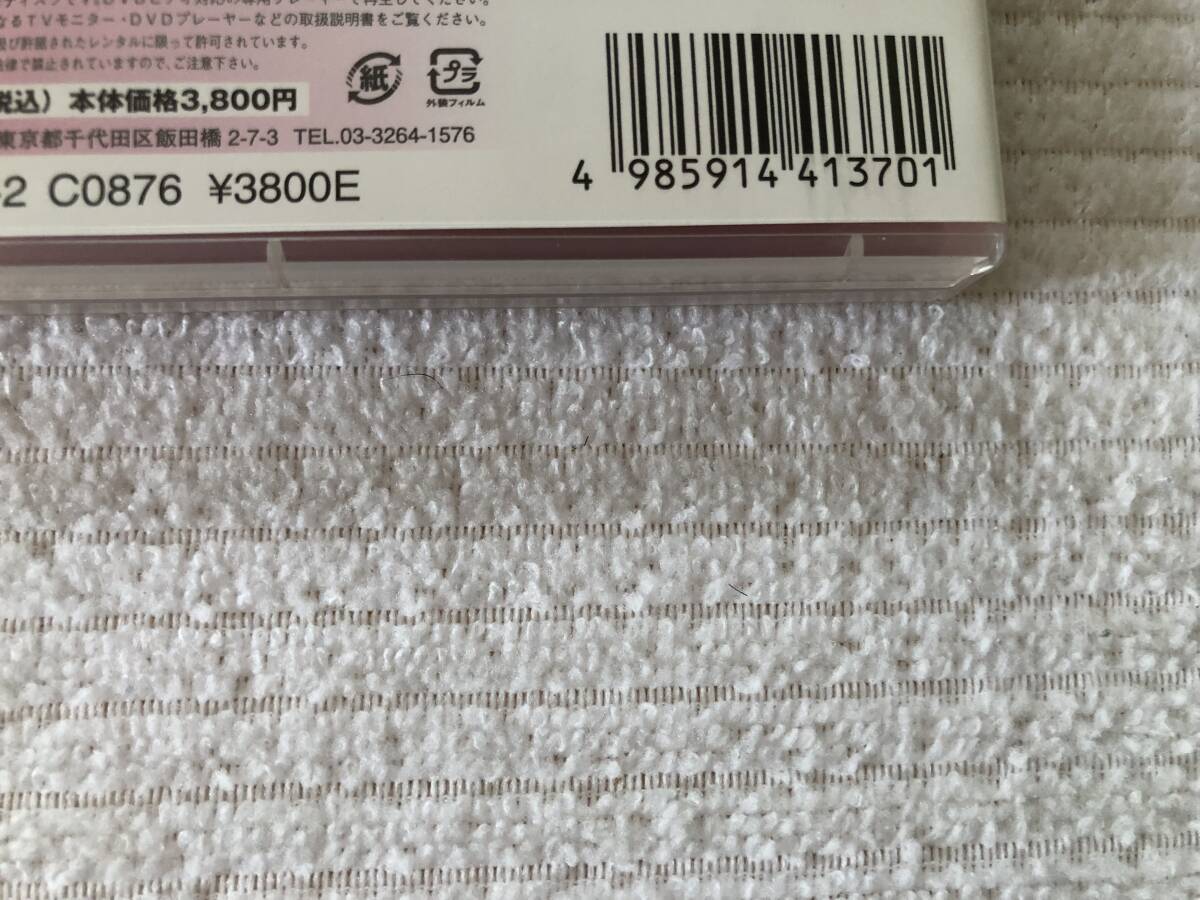 なるTVモニター・DVDプレーヤーなどの取扱説明書をご覧ください。
び許諾されたレンタルに限って許可されています。
律で禁止されていますので、ご注意下さい。
税込）本体価格3,800円
東京都千代田区飯田橋 2-7-3 TEL.03-3264-1576
-2 C0876 ¥3800E
紙
プラ
外装フィルム
4 985914 413701